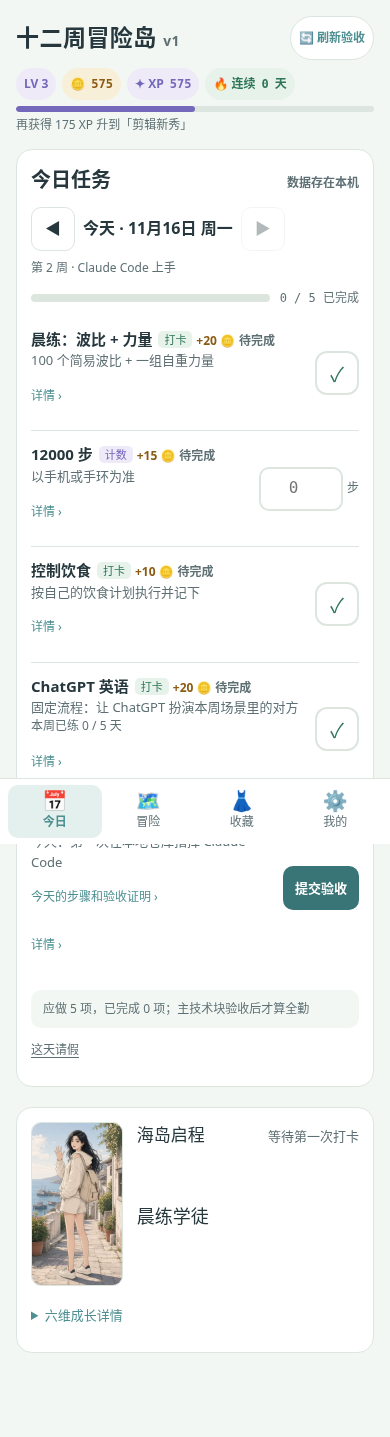 十二周冒险岛 v1
🔄 刷新验收
LV 3
🪙 575
✦ XP 575
🔥 连续 0 天
再获得 175 XP 升到「剪辑新秀」
今日任务
数据存在本机
◀ 今天 · 11月16日 周一 ▶
第 2 周 · Claude Code 上手
0 / 5 已完成
晨练：波比 + 力量 打卡 +20 🪙 待完成
100 个简易波比 + 一组自重力量
✓
详情 ›
12000 步 计数 +15 🪙 待完成
以手机或手环为准
0 步
详情 ›
控制饮食 打卡 +10 🪙 待完成
按自己的饮食计划执行并记下
✓
详情 ›
ChatGPT 英语 打卡 +20 🪙 待完成
固定流程：让 ChatGPT 扮演本周场景里的对方
本周已练 0 / 5 天
✓
详情 ›
今日
冒险
收藏
我的
Code
今天的步骤和验收证明 ›
提交验收
详情 ›
应做 5 项，已完成 0 项；主技术块验收后才算全勤
这天请假
海岛启程
等待第一次打卡
晨练学徒
▶ 六维成长详情